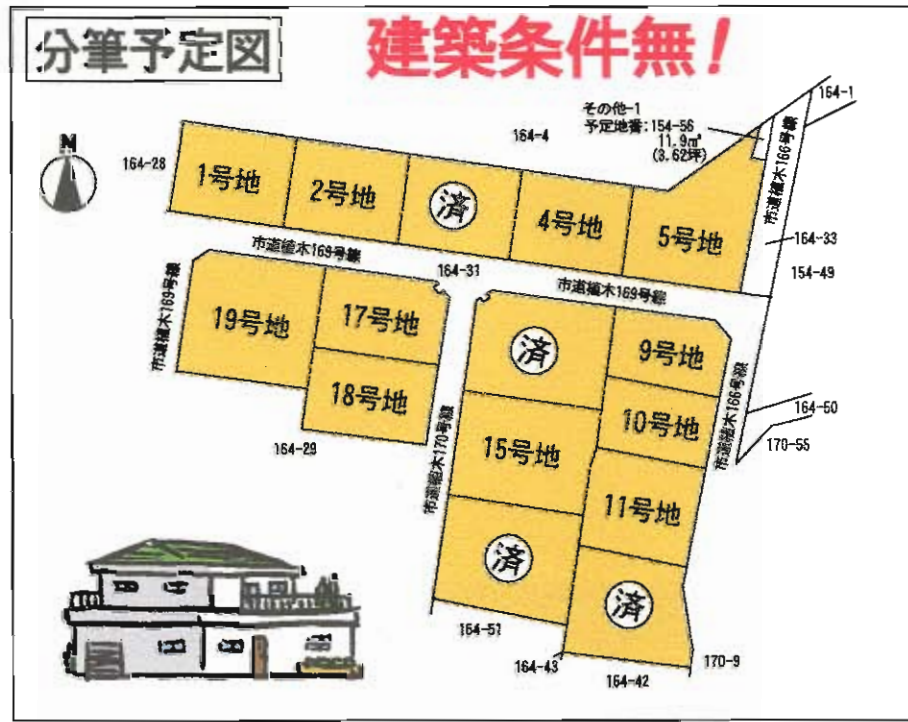 分筆予定図
建築条件無!
164-1
その他-1
予定地番:154-56
11.9㎡
(3.62坪)
164-4
N
164-28
1号地
2号地
済
4号地
5号地
市道植木166号線
164-33
154-49
市道植木169号線
164-31
市道植木169号線
市道植木169号線
19号地
17号地
18号地
済
9号地
10号地
市道植木166号線
164-50
170-55
164-29
市道植木170号線
15号地
11号地
済
済
164-57
164-43
164-42
170-9